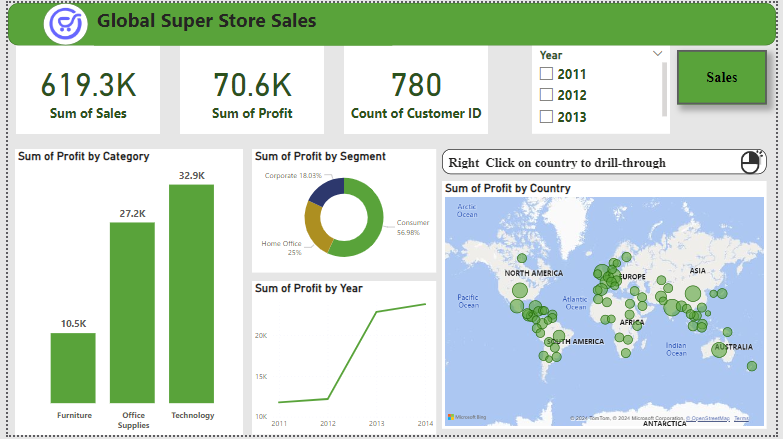 Global Super Store Sales
619.3K
Sum of Sales
70.6K
Sum of Profit
780
Count of Customer ID
Year
2011
2012
2013
Sales
Sum of Profit by Category
32.9K
27.2K
10.5K
Furniture
Office
Supplies
Technology
Sum of Profit by Segment
Corporate 18.03%
Consumer
56.98%
Home Office
25%
Sum of Profit by Year
20K
15K
10K
2011
2012
2013
2014
Right Click on country to drill-through
Sum of Profit by Country
Arctic
Ocean
NORTH AMERICA
EUROPE
ASIA
Pacific
Ocean
Atlantic
Ocean
AFRICA
SOUTH AMERICA
Indian
Ocean
AUSTRALIA
Microsoft Bing
© 2024 TomTom, © 2024 Microsoft Corporation, © OpenStreetMap Terms
ANTARCTICA